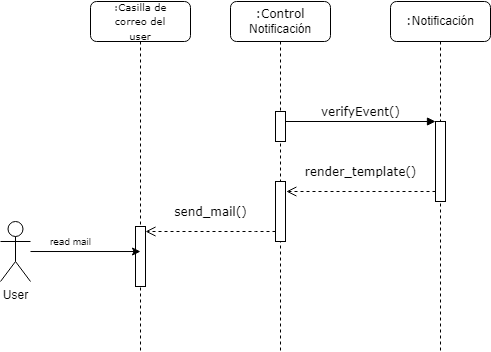 :Casilla de
correo del
user
:Control
Notificación
:Notificación
verifyEvent()
render_template()
send_mail()
read mail
User